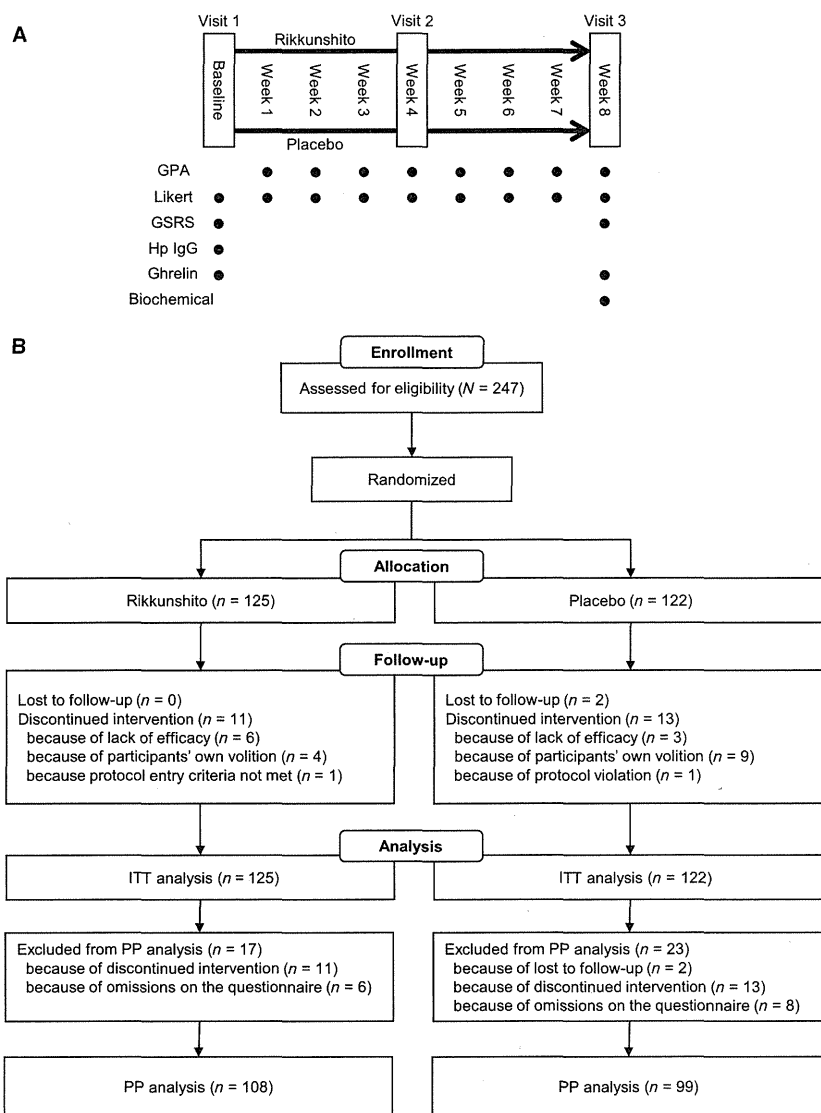 A
Visit 1
Visit 2
Visit 3
Rikkunshito
Baseline
Week 1
Week 2
Week 3
Week 4
Week 5
Week 6
Week 7
Week 8
Placebo
GPA
Likert
GSRS
Hp IgG
Ghrelin
Biochemical
B
Enrollment
Assessed for eligibility (N = 247)
Randomized
Allocation
Rikkunshito (n = 125)
Placebo (n = 122)
Follow-up
Lost to follow-up (n = 0)
Discontinued intervention (n = 11)
because of lack of efficacy (n = 6)
because of participants' own volition (n = 4)
because protocol entry criteria not met (n = 1)
Lost to follow-up (n = 2)
Discontinued intervention (n = 13)
because of lack of efficacy (n = 3)
because of participants' own volition (n = 9)
because of protocol violation (n = 1)
Analysis
ITT analysis (n = 125)
ITT analysis (n = 122)
Excluded from PP analysis (n = 17)
because of discontinued intervention (n = 11)
because of omissions on the questionnaire (n = 6)
Excluded from PP analysis (n = 23)
because of lost to follow-up (n = 2)
because of discontinued intervention (n = 13)
because of omissions on the questionnaire (n = 8)
PP analysis (n = 108)
PP analysis (n = 99)